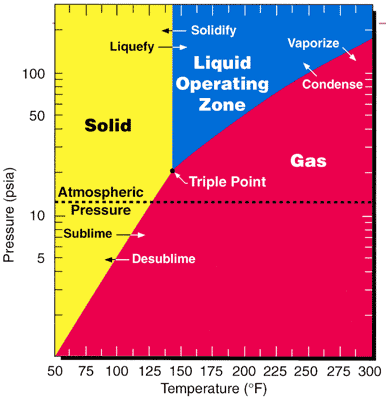 Solidify
Liquefy
Vaporize
Liquid
Operating
Zone
Condense
100
50
Solid
Gas
Triple Point
Atmospheric
Pressure
10
Sublime
5
Desublime
Pressure (psia)
50 75 100 125 150 175 200 225 250 275 300
Temperature (°F)